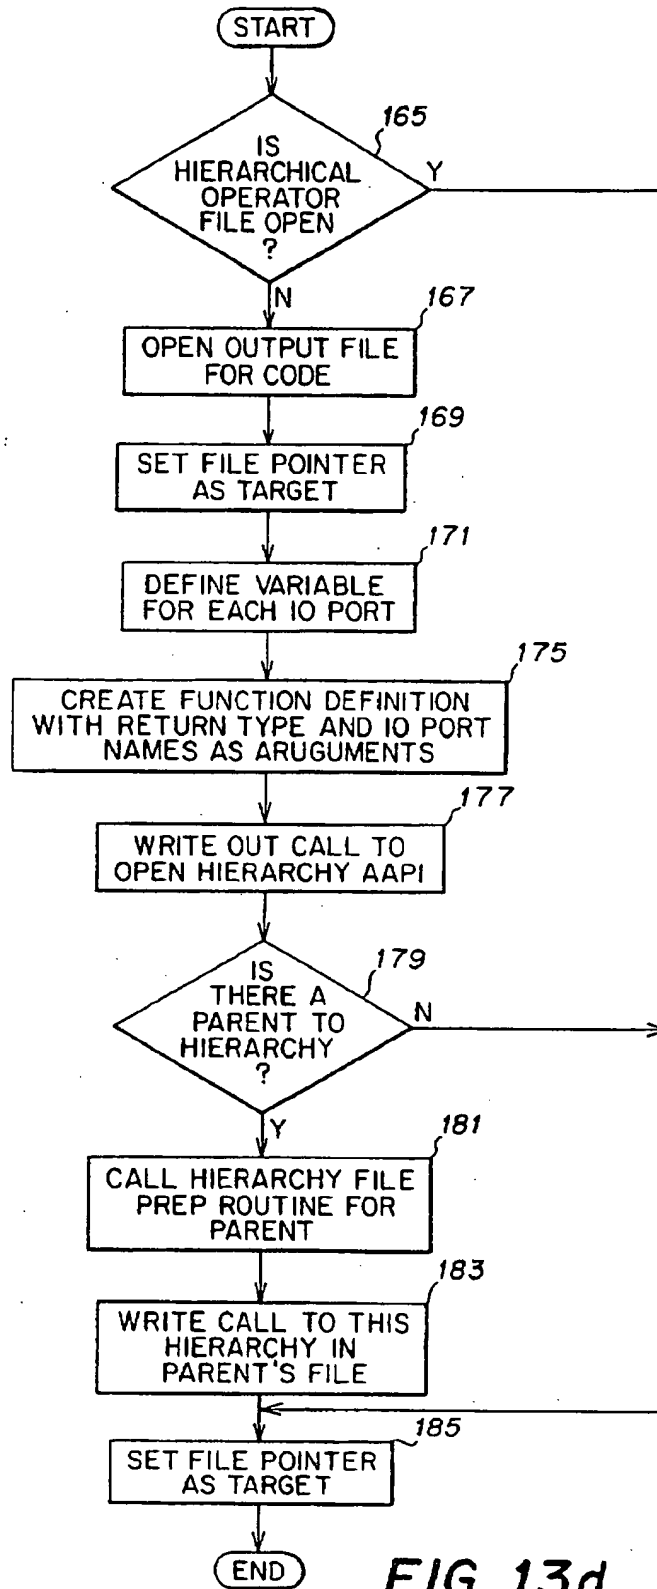 START
165
IS
HIERARCHICAL
OPERATOR
FILE OPEN
?
Y
N
167
OPEN OUTPUT FILE
FOR CODE
169
SET FILE POINTER
AS TARGET
171
DEFINE VARIABLE
FOR EACH IO PORT
175
CREATE FUNCTION DEFINITION
WITH RETURN TYPE AND IO PORT
NAMES AS ARUGUMENTS
177
WRITE OUT CALL TO
OPEN HIERARCHY AAPI
179
IS
THERE A
PARENT TO
HIERARCHY
?
N
Y
181
CALL HIERARCHY FILE
PREP ROUTINE FOR
PARENT
183
WRITE CALL TO THIS
HIERARCHY IN
PARENT'S FILE
185
SET FILE POINTER
AS TARGET
END
FIG. 13d